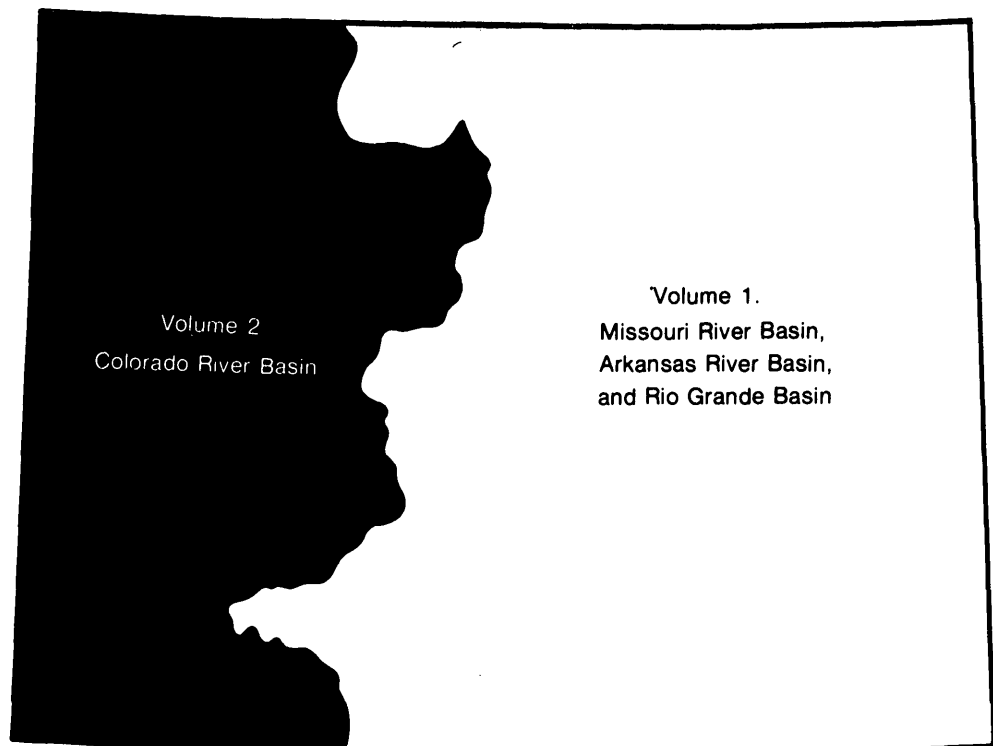 Volume 2
Colorado River Basin
Volume 1.
Missouri River Basin,
Arkansas River Basin,
and Rio Grande Basin